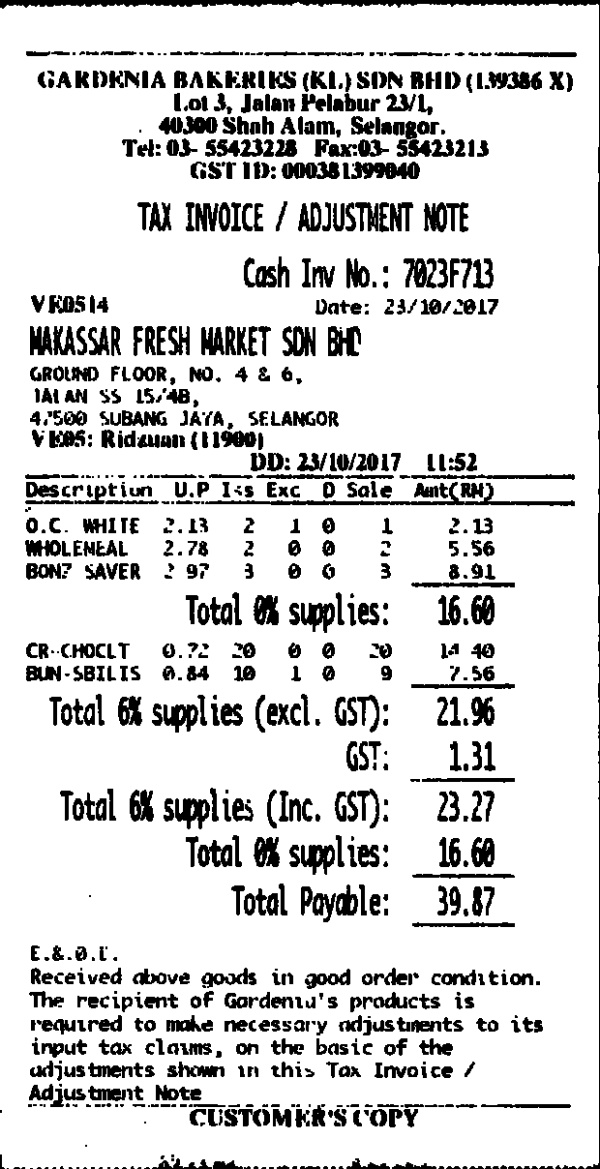 GARDENIA BAKERIES (KL) SDN BHD (139386 X)
Lot 3, Jalan Pelabur 23/1,
40300 Shah Alam, Selangor.
Tel: 03- 55423228 Fax:03- 55423213
GST ID: 000381399040
TAX INVOICE / ADJUSTMENT NOTE
Cash Inv No.: 7023F713
VE0514 Date: 23/10/2017
MAKASSAR FRESH MARKET SDN BHD
GROUND FLOOR, NO. 4 & 6,
JALAN SS 15/4B,
47500 SUBANG JAYA, SELANGOR
VE05: Ridzuan (11900)
DD: 23/10/2017 11:52
Description U.P Iss Exc D Sale Amt(RM)
O.C. WHITE 2.13 2 1 0 1 2.13
WHOLEMEAL 2.78 2 0 0 2 5.56
BON7 SAVER 2.97 3 0 0 3 8.91
Total 0% supplies: 16.60
CR-CHOCLT 0.72 20 0 0 20 14.40
BUN-SBILIS 0.84 10 1 0 9 7.56
Total 6% supplies (excl. GST): 21.96
GST: 1.31
Total 6% supplies (Inc. GST): 23.27
Total 0% supplies: 16.60
Total Payable: 39.87
E.&.O.E.
Received above goods in good order condition.
The recipient of Gardenia's products is
required to make necessary adjustments to its
input tax claims, on the basic of the
adjustments shown in this Tax Invoice /
Adjustment Note
CUSTOMER'S COPY